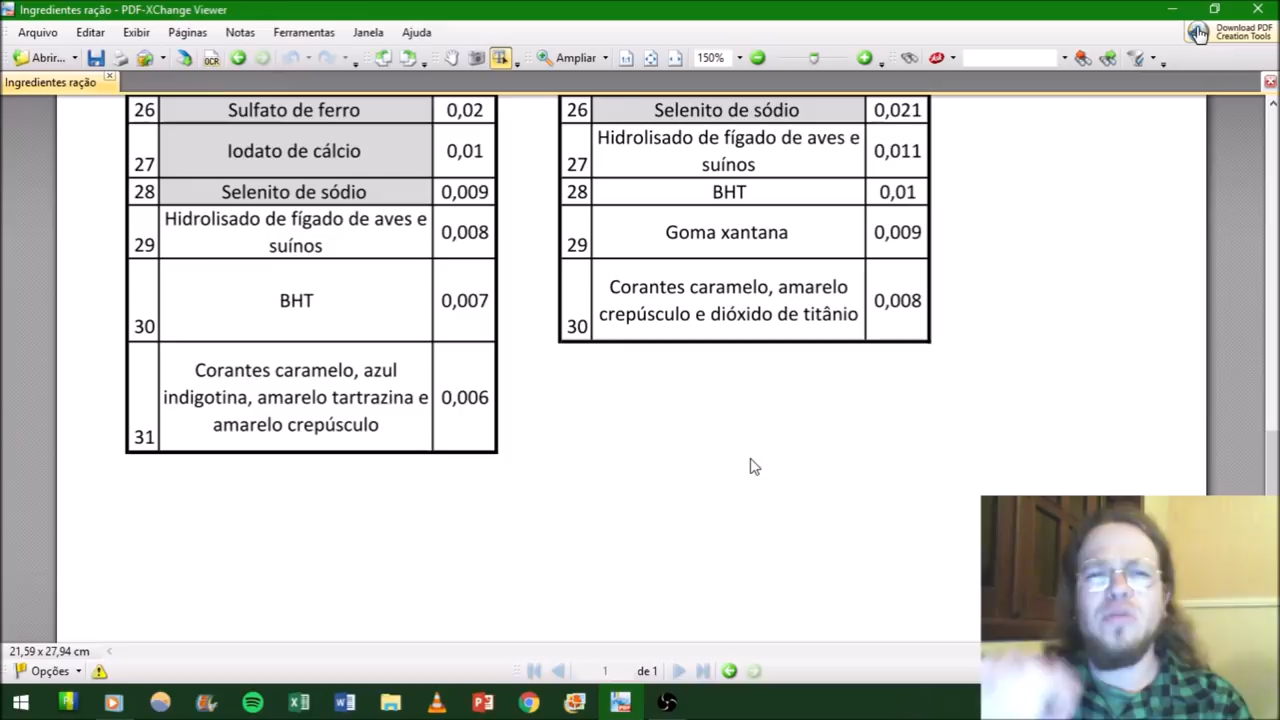 Ingredientes ração - PDF-XChange Viewer
Arquivo Editar Exibir Páginas Notas Ferramentas Janela Ajuda
Download PDF
Creation Tools
Abrir... OCR Ampliar 150%
Ingredientes ração
26 Sulfato de ferro 0,02
27 Iodato de cálcio 0,01
28 Selenito de sódio 0,009
29 Hidrolisado de fígado de aves e
suínos 0,008
30 BHT 0,007
31 Corantes caramelo, azul
indigotina, amarelo tartrazina e
amarelo crepúsculo 0,006
26 Selenito de sódio 0,021
27 Hidrolisado de fígado de aves e
suínos 0,011
28 BHT 0,01
29 Goma xantana 0,009
30 Corantes caramelo, amarelo
crepúsculo e dióxido de titânio 0,008
21,59 x 27,94 cm
Opções 1 de 1